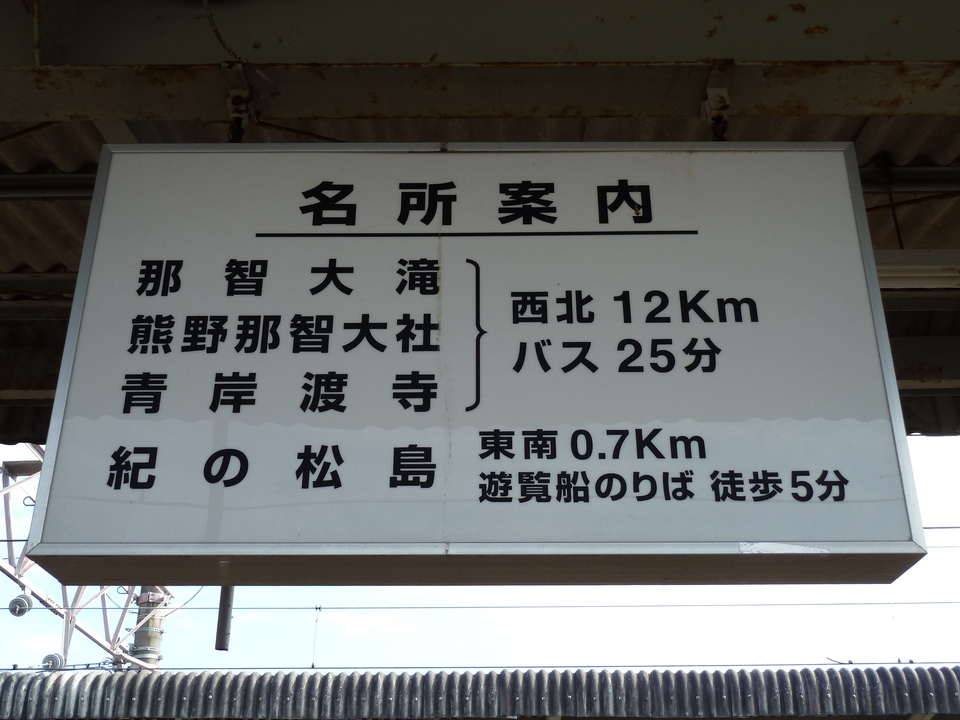 名所案内
那智大滝
熊野那智大社
青岸渡寺
西北 12Km
バス 25分
紀の松島
東南 0.7Km
遊覧船のりば 徒歩5分